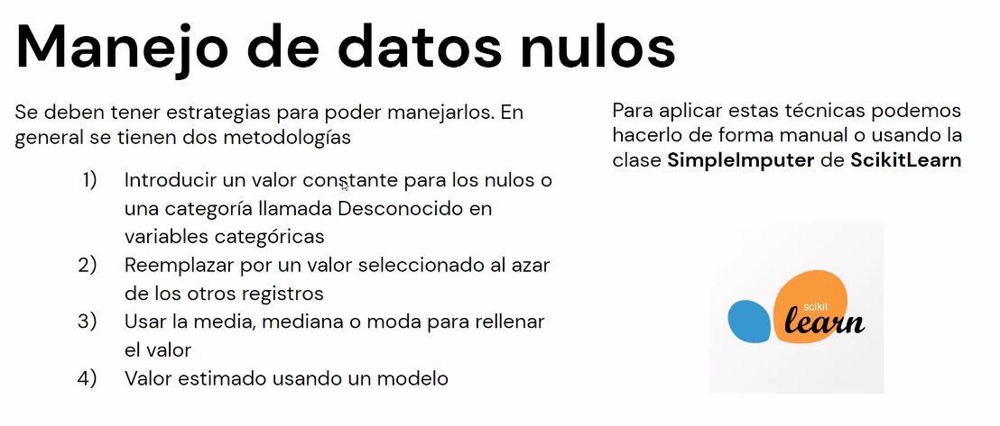 Manejo de datos nulos
Se deben tener estrategias para poder manejarlos. En
general se tienen dos metodologías
1) Introducir un valor constante para los nulos o
una categoría llamada Desconocido en
variables categóricas
2) Reemplazar por un valor seleccionado al azar
de los otros registros
3) Usar la media, mediana o moda para rellenar
el valor
4) Valor estimado usando un modelo
Para aplicar estas técnicas podemos
hacerlo de forma manual o usando la
clase SimpleImputer de ScikitLearn
scikit
learn